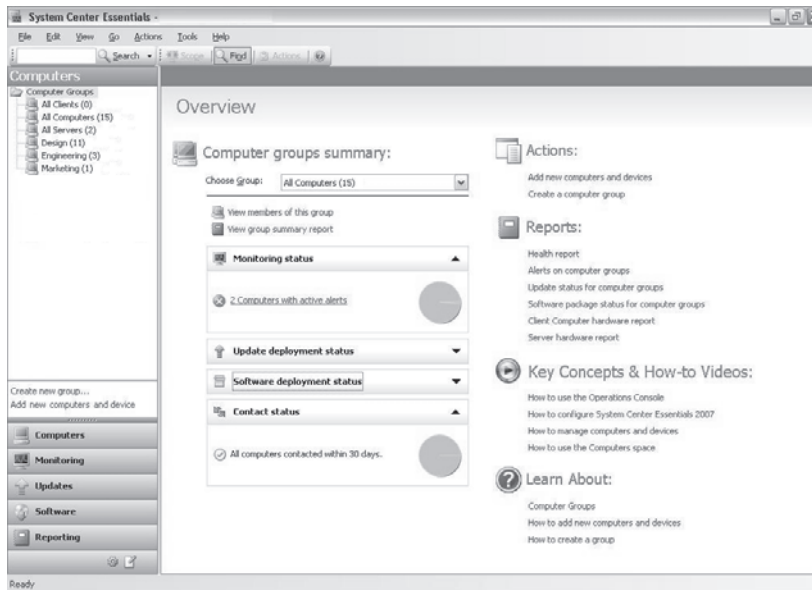 System Center Essentials -
File Edit View Go Actions Tools Help
Search Scope Find Actions
Computers
Computer Groups
All Clients (0)
All Computers (15)
All Servers (2)
Design (11)
Engineering (3)
Marketing (1)
Create new group...
Add new computers and device
Computers
Monitoring
Updates
Software
Reporting
Overview
Computer groups summary:
Choose Group: All Computers (15)
View members of this group
View group summary report
Monitoring status
2 Computers with active alerts
Update deployment status
Software deployment status
Contact status
All computers contacted within 30 days.
Actions:
Add new computers and devices
Create a computer group
Reports:
Health report
Alerts on computer groups
Update status for computer groups
Software package status for computer groups
Client Computer hardware report
Server hardware report
Key Concepts & How-to Videos:
How to use the Operations Console
How to configure System Center Essentials 2007
How to manage computers and devices
How to use the Computers space
Learn About:
Computer Groups
How to add new computers and devices
How to create a group
Ready